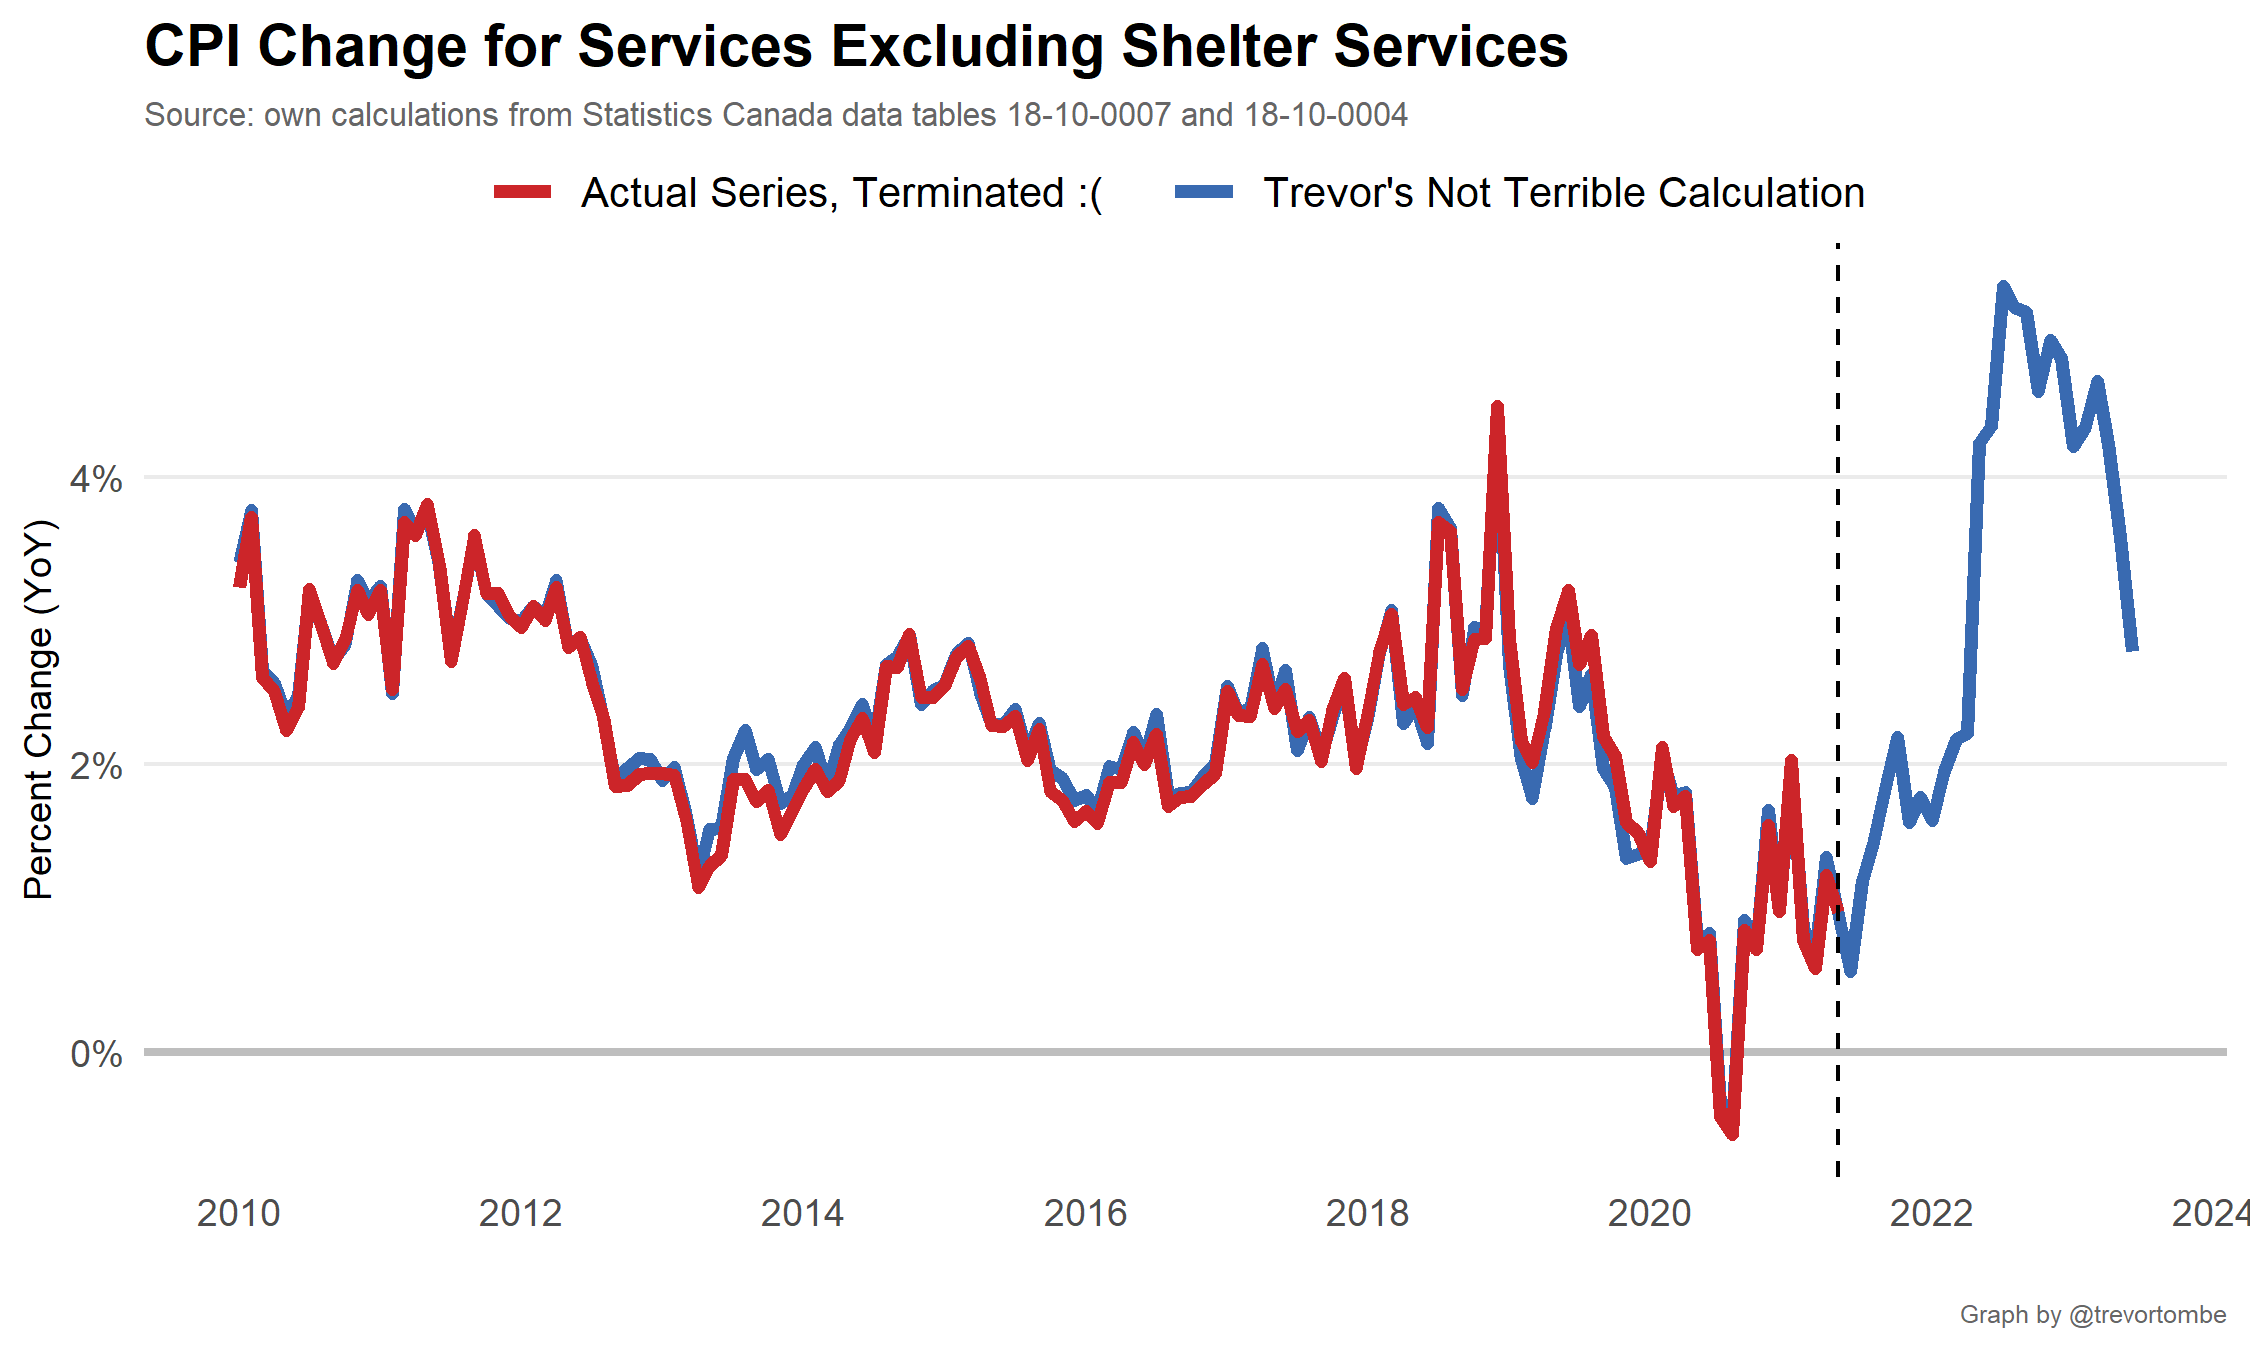 CPI Change for Services Excluding Shelter Services
Source: own calculations from Statistics Canada data tables 18-10-0007 and 18-10-0004
Actual Series, Terminated :(
Trevor's Not Terrible Calculation
Percent Change (YoY)
4%
2%
0%
2010
2012
2014
2016
2018
2020
2022
2024
Graph by @trevortombe